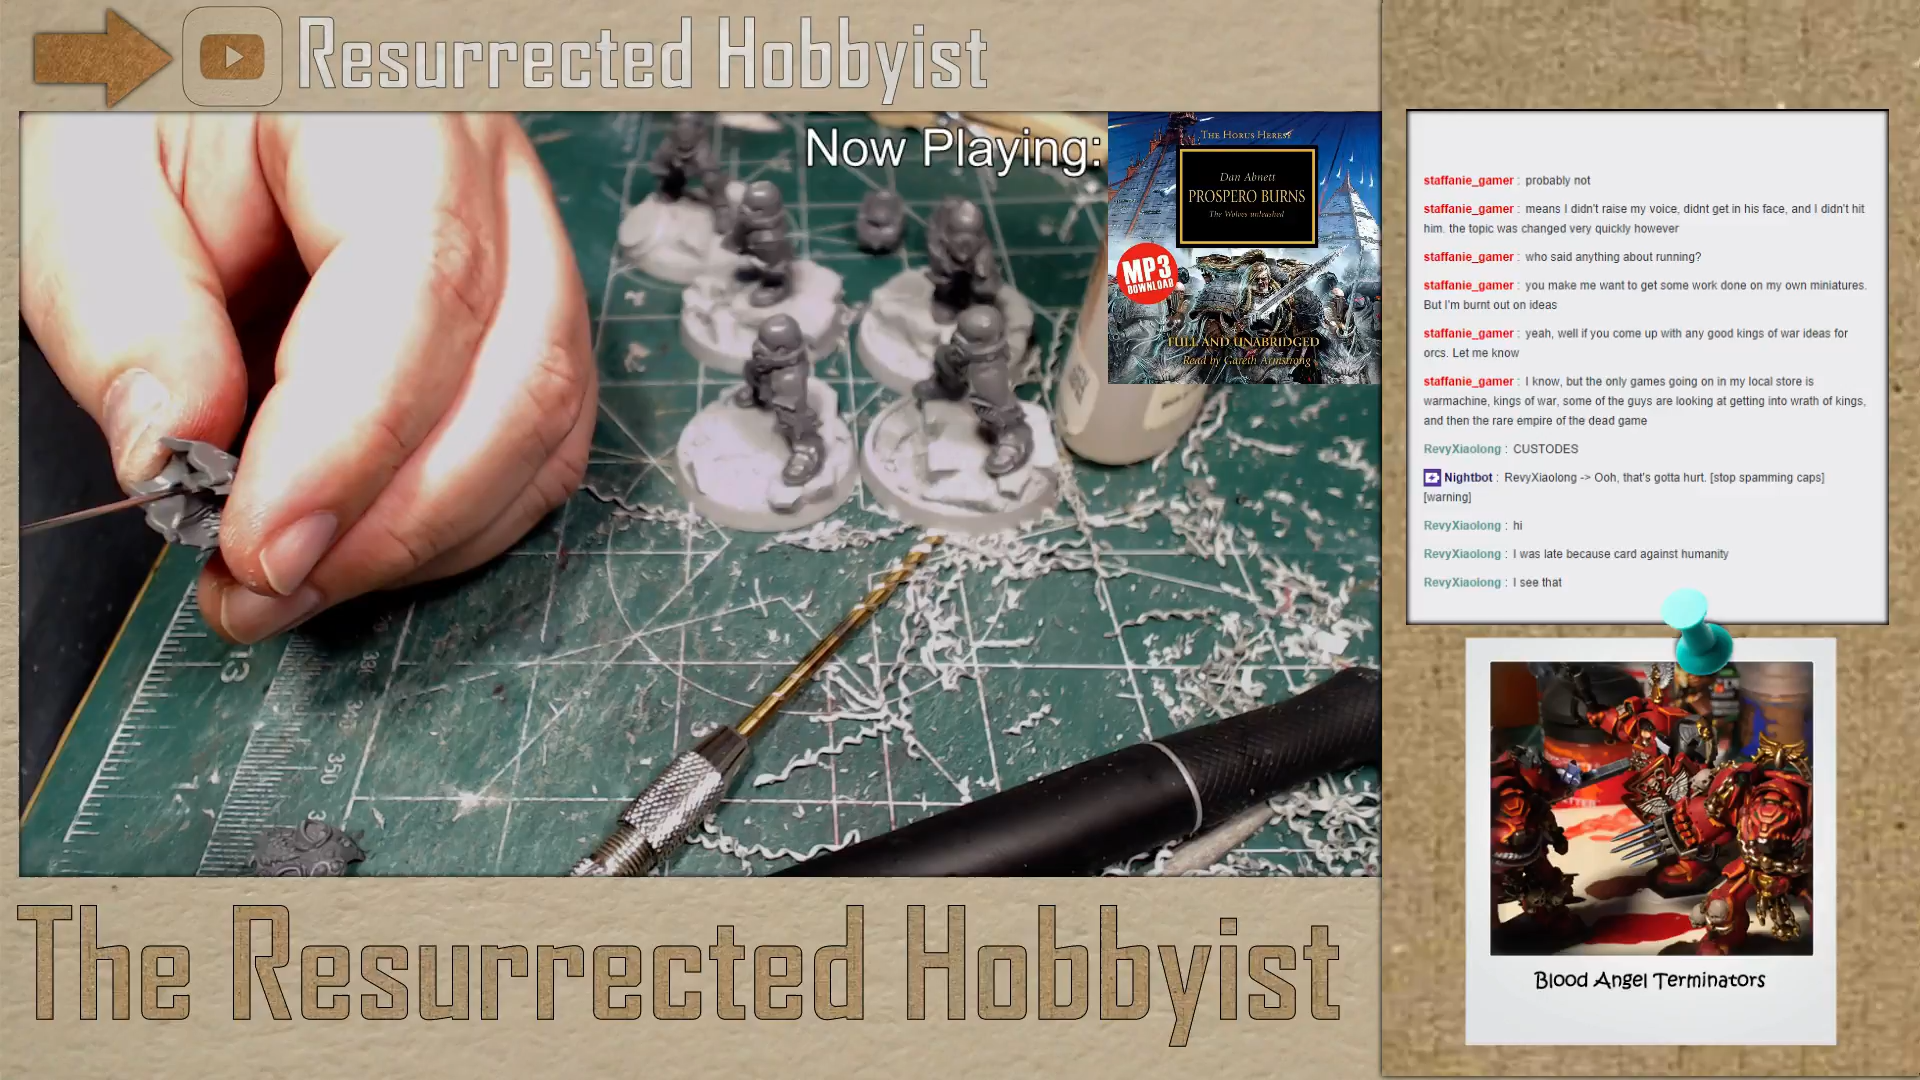 Resurrected Hobbyist
Now Playing:
THE HORUS HERESY
Dan Abnett
PROSPERO BURNS
The Wolves unleashed
MP3
DOWNLOAD
FULL AND UNABRIDGED
Read by Gareth Armstrong
13
350
staffanie_gamer : probably not
staffanie_gamer : means I didn't raise my voice, didnt get in his face, and I didn't hit
him. the topic was changed very quickly however
staffanie_gamer : who said anything about running?
staffanie_gamer : you make me want to get some work done on my own miniatures.
But I'm burnt out on ideas
staffanie_gamer : yeah, well if you come up with any good kings of war ideas for
orcs. Let me know
staffanie_gamer : I know, but the only games going on in my local store is
warmachine, kings of war, some of the guys are looking at getting into wrath of kings,
and then the rare empire of the dead game
RevyXiaolong : CUSTODES
Nightbot : RevyXiaolong -> Ooh, that's gotta hurt. [stop spamming caps]
[warning]
RevyXiaolong : hi
RevyXiaolong : I was late because card against humanity
RevyXiaolong : I see that
Blood Angel Terminators
The Resurrected Hobbyist